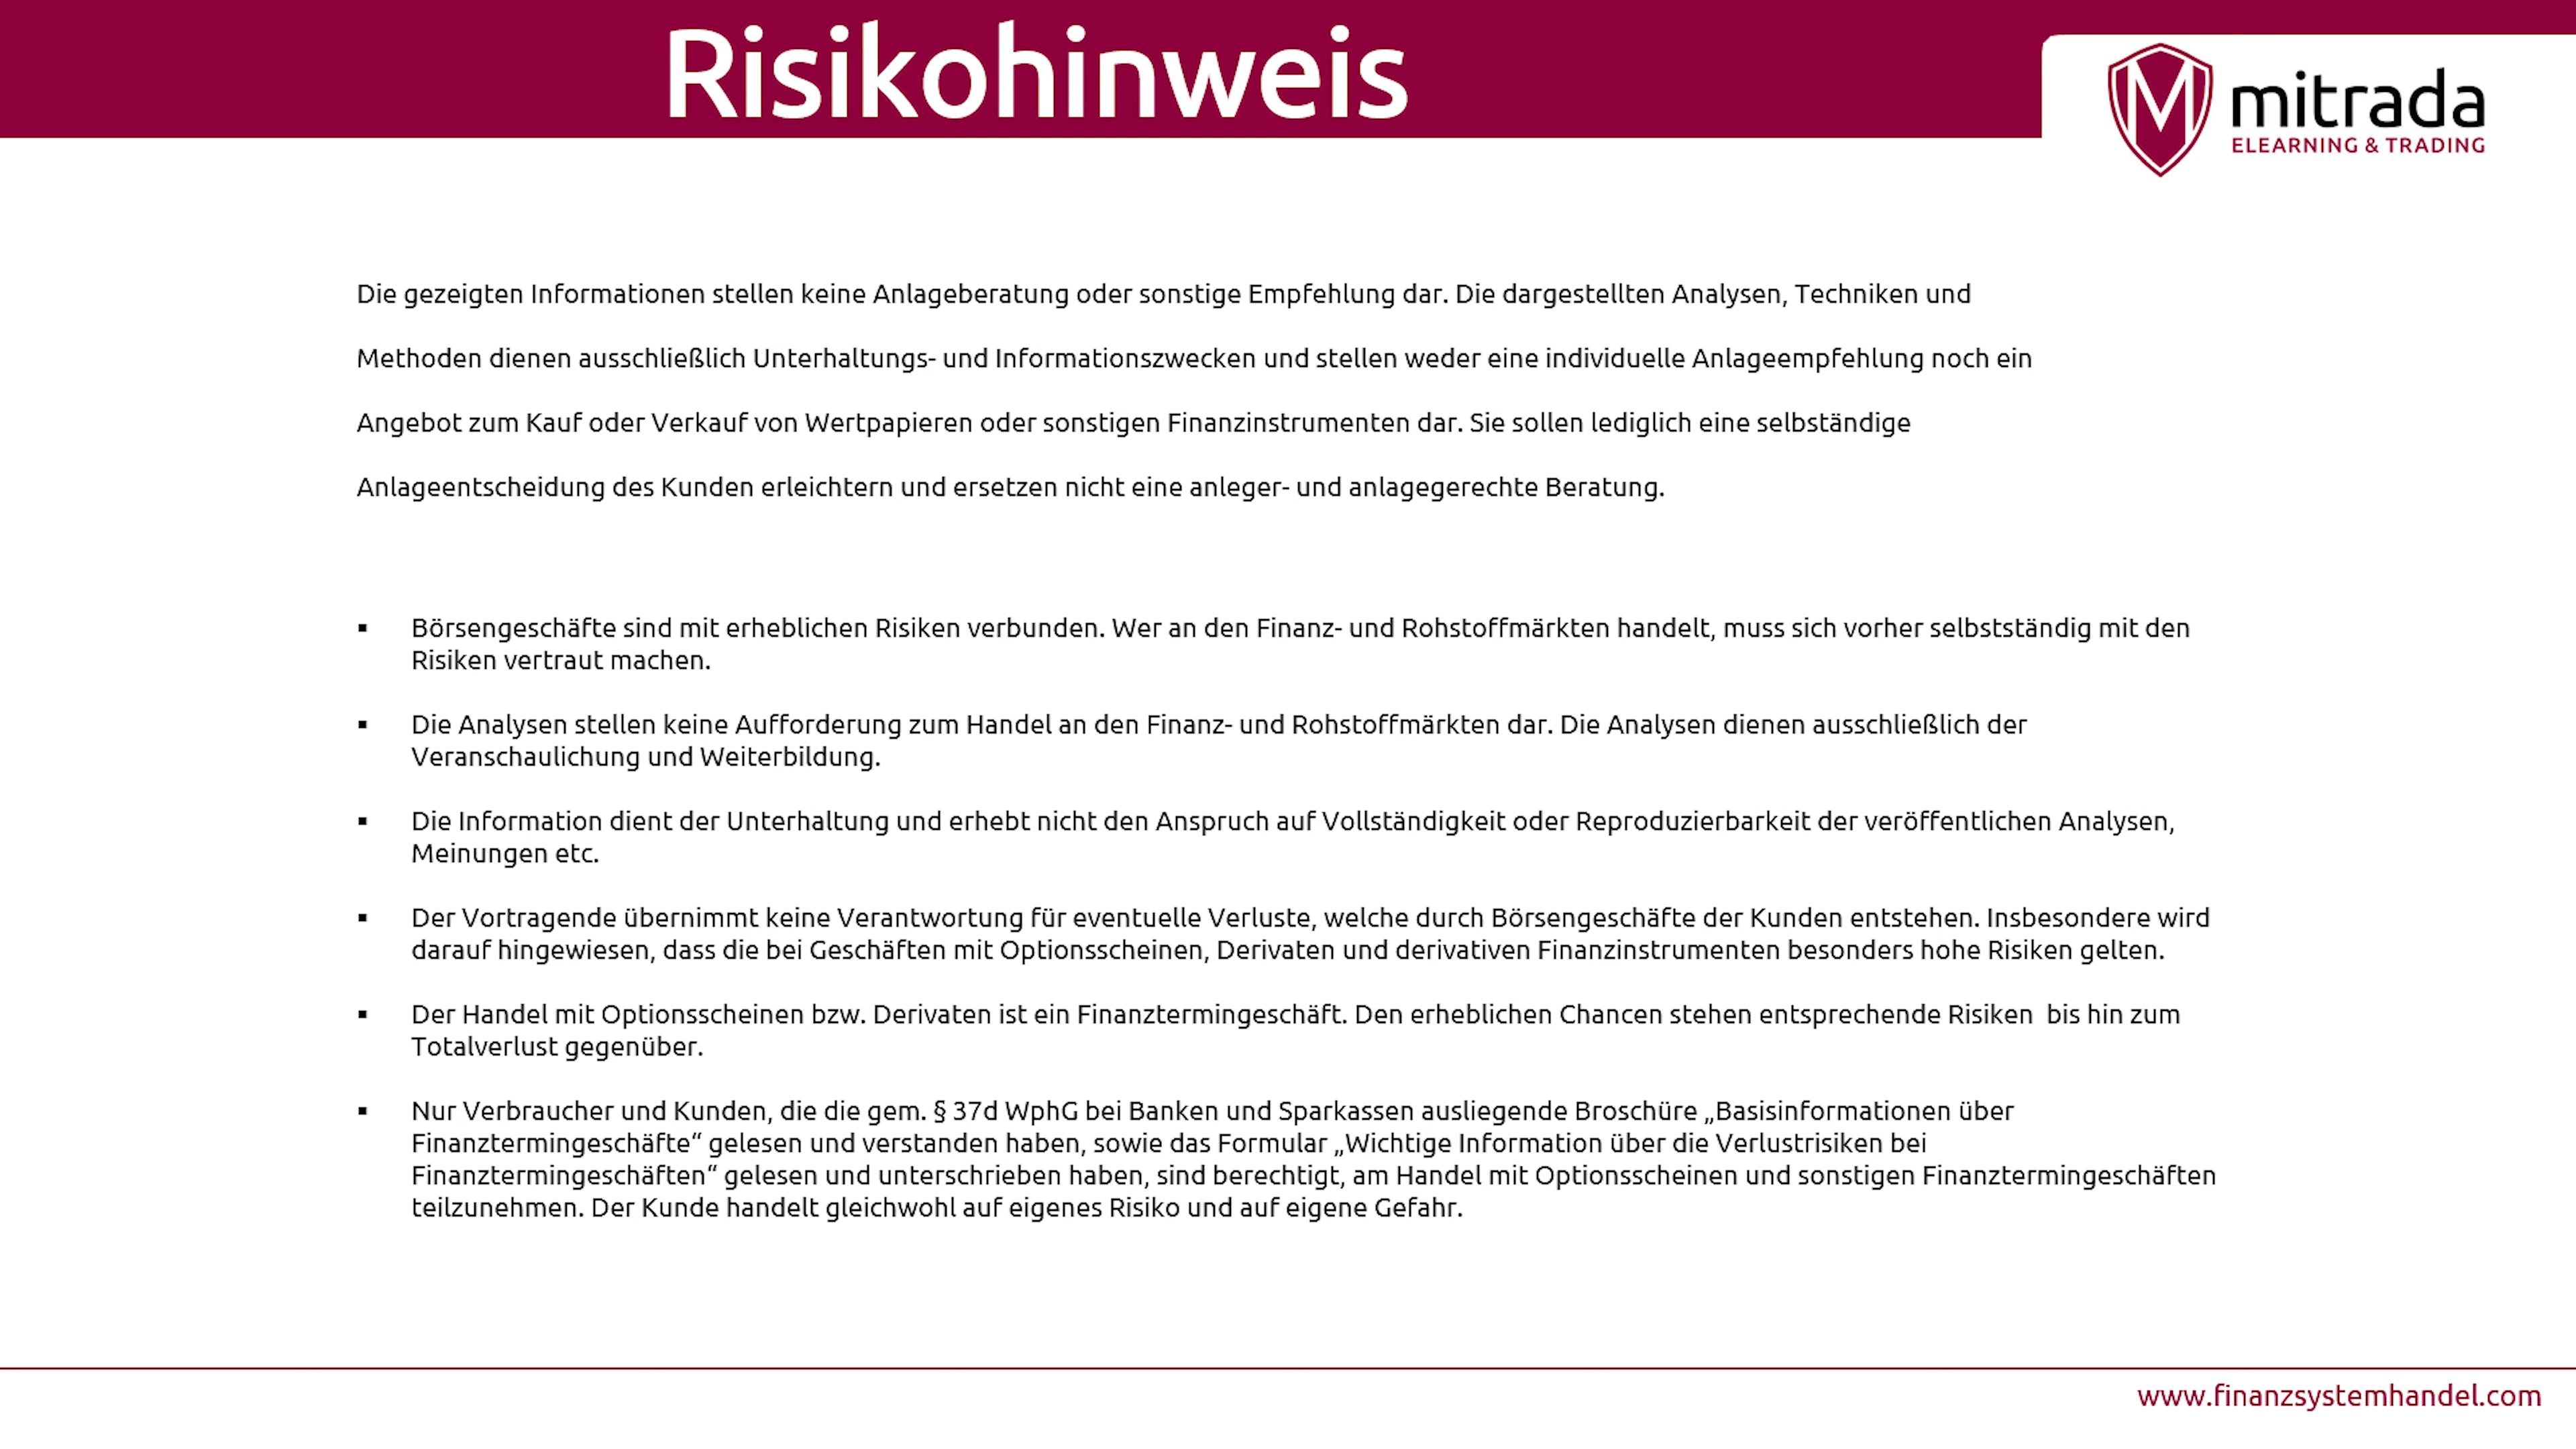 Risikohinweis
M
mitrada
ELEARNING & TRADING
Die gezeigten Informationen stellen keine Anlageberatung oder sonstige Empfehlung dar. Die dargestellten Analysen, Techniken und
Methoden dienen ausschließlich Unterhaltungs- und Informationszwecken und stellen weder eine individuelle Anlageempfehlung noch ein
Angebot zum Kauf oder Verkauf von Wertpapieren oder sonstigen Finanzinstrumenten dar. Sie sollen lediglich eine selbständige
Anlageentscheidung des Kunden erleichtern und ersetzen nicht eine anleger- und anlagegerechte Beratung.
▪ Börsengeschäfte sind mit erheblichen Risiken verbunden. Wer an den Finanz- und Rohstoffmärkten handelt, muss sich vorher selbstständig mit den
Risiken vertraut machen.
▪ Die Analysen stellen keine Aufforderung zum Handel an den Finanz- und Rohstoffmärkten dar. Die Analysen dienen ausschließlich der
Veranschaulichung und Weiterbildung.
▪ Die Information dient der Unterhaltung und erhebt nicht den Anspruch auf Vollständigkeit oder Reproduzierbarkeit der veröffentlichen Analysen,
Meinungen etc.
▪ Der Vortragende übernimmt keine Verantwortung für eventuelle Verluste, welche durch Börsengeschäfte der Kunden entstehen. Insbesondere wird
darauf hingewiesen, dass die bei Geschäften mit Optionsscheinen, Derivaten und derivativen Finanzinstrumenten besonders hohe Risiken gelten.
▪ Der Handel mit Optionsscheinen bzw. Derivaten ist ein Finanztermingeschäft. Den erheblichen Chancen stehen entsprechende Risiken  bis hin zum
Totalverlust gegenüber.
▪ Nur Verbraucher und Kunden, die die gem. § 37d WphG bei Banken und Sparkassen ausliegende Broschüre „Basisinformationen über
Finanztermingeschäfte“ gelesen und verstanden haben, sowie das Formular „Wichtige Information über die Verlustrisiken bei
Finanztermingeschäften“ gelesen und unterschrieben haben, sind berechtigt, am Handel mit Optionsscheinen und sonstigen Finanztermingeschäften
teilzunehmen. Der Kunde handelt gleichwohl auf eigenes Risiko und auf eigene Gefahr.
www.finanzsystemhandel.com